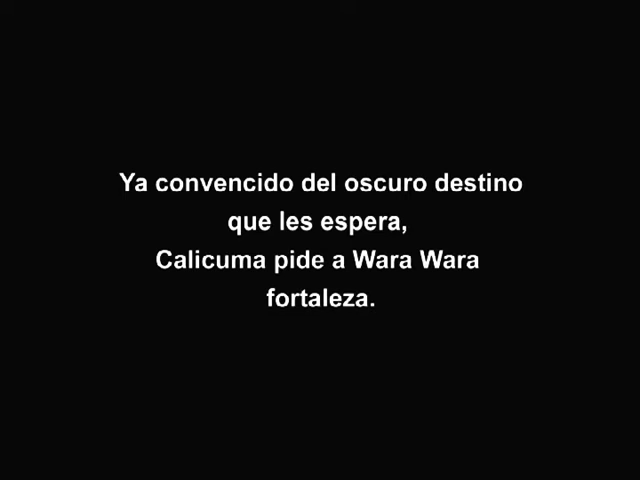 Ya convencido del oscuro destino
que les espera,
Calicuma pide a Wara Wara
fortaleza.